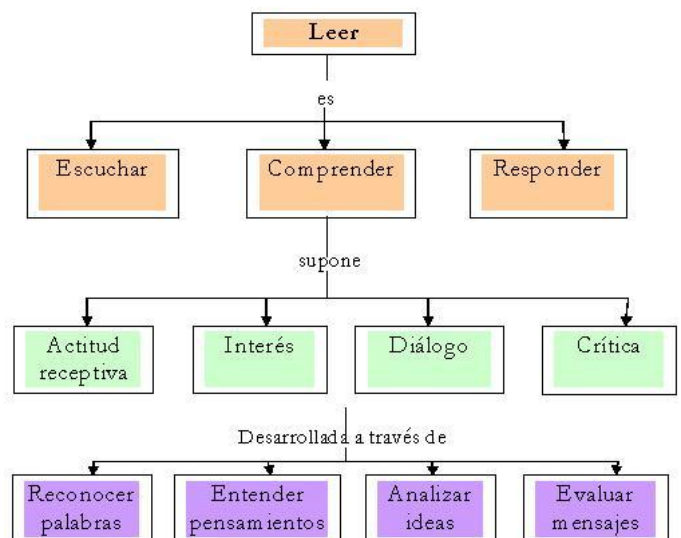 Leer
es
Escuchar
Comprender
Responder
supone
Actitud
receptiva
Interés
Diálogo
Crítica
Desarrollada a través de
Reconocer
palabras
Entender
pensamientos
Analizar
ideas
Evaluar
mensajes